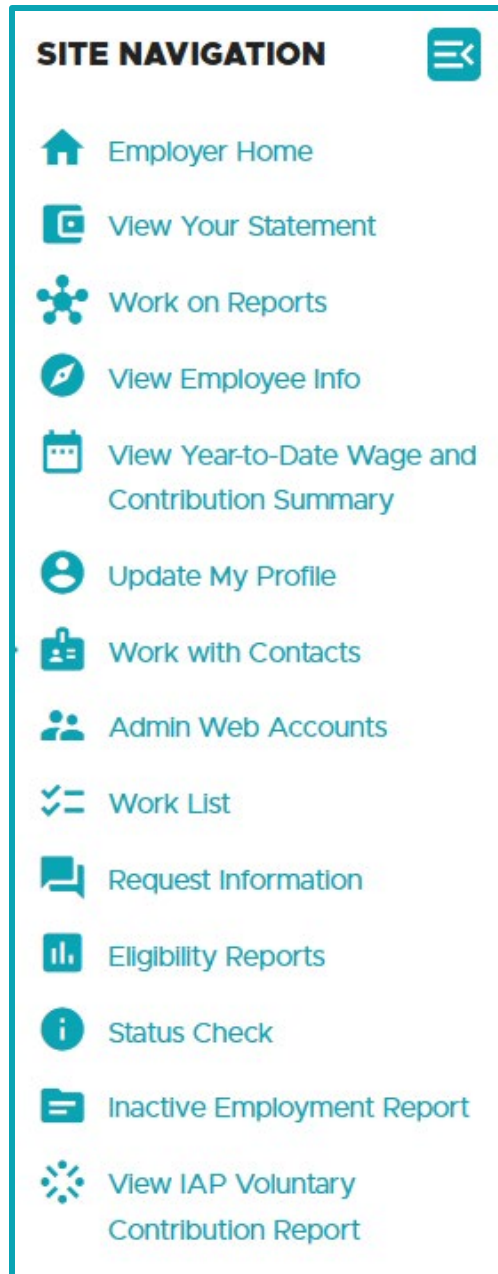 SITE NAVIGATION
Employer Home
View Your Statement
Work on Reports
View Employee Info
View Year-to-Date Wage and
Contribution Summary
Update My Profile
Work with Contacts
Admin Web Accounts
Work List
Request Information
Eligibility Reports
Status Check
Inactive Employment Report
View IAP Voluntary
Contribution Report